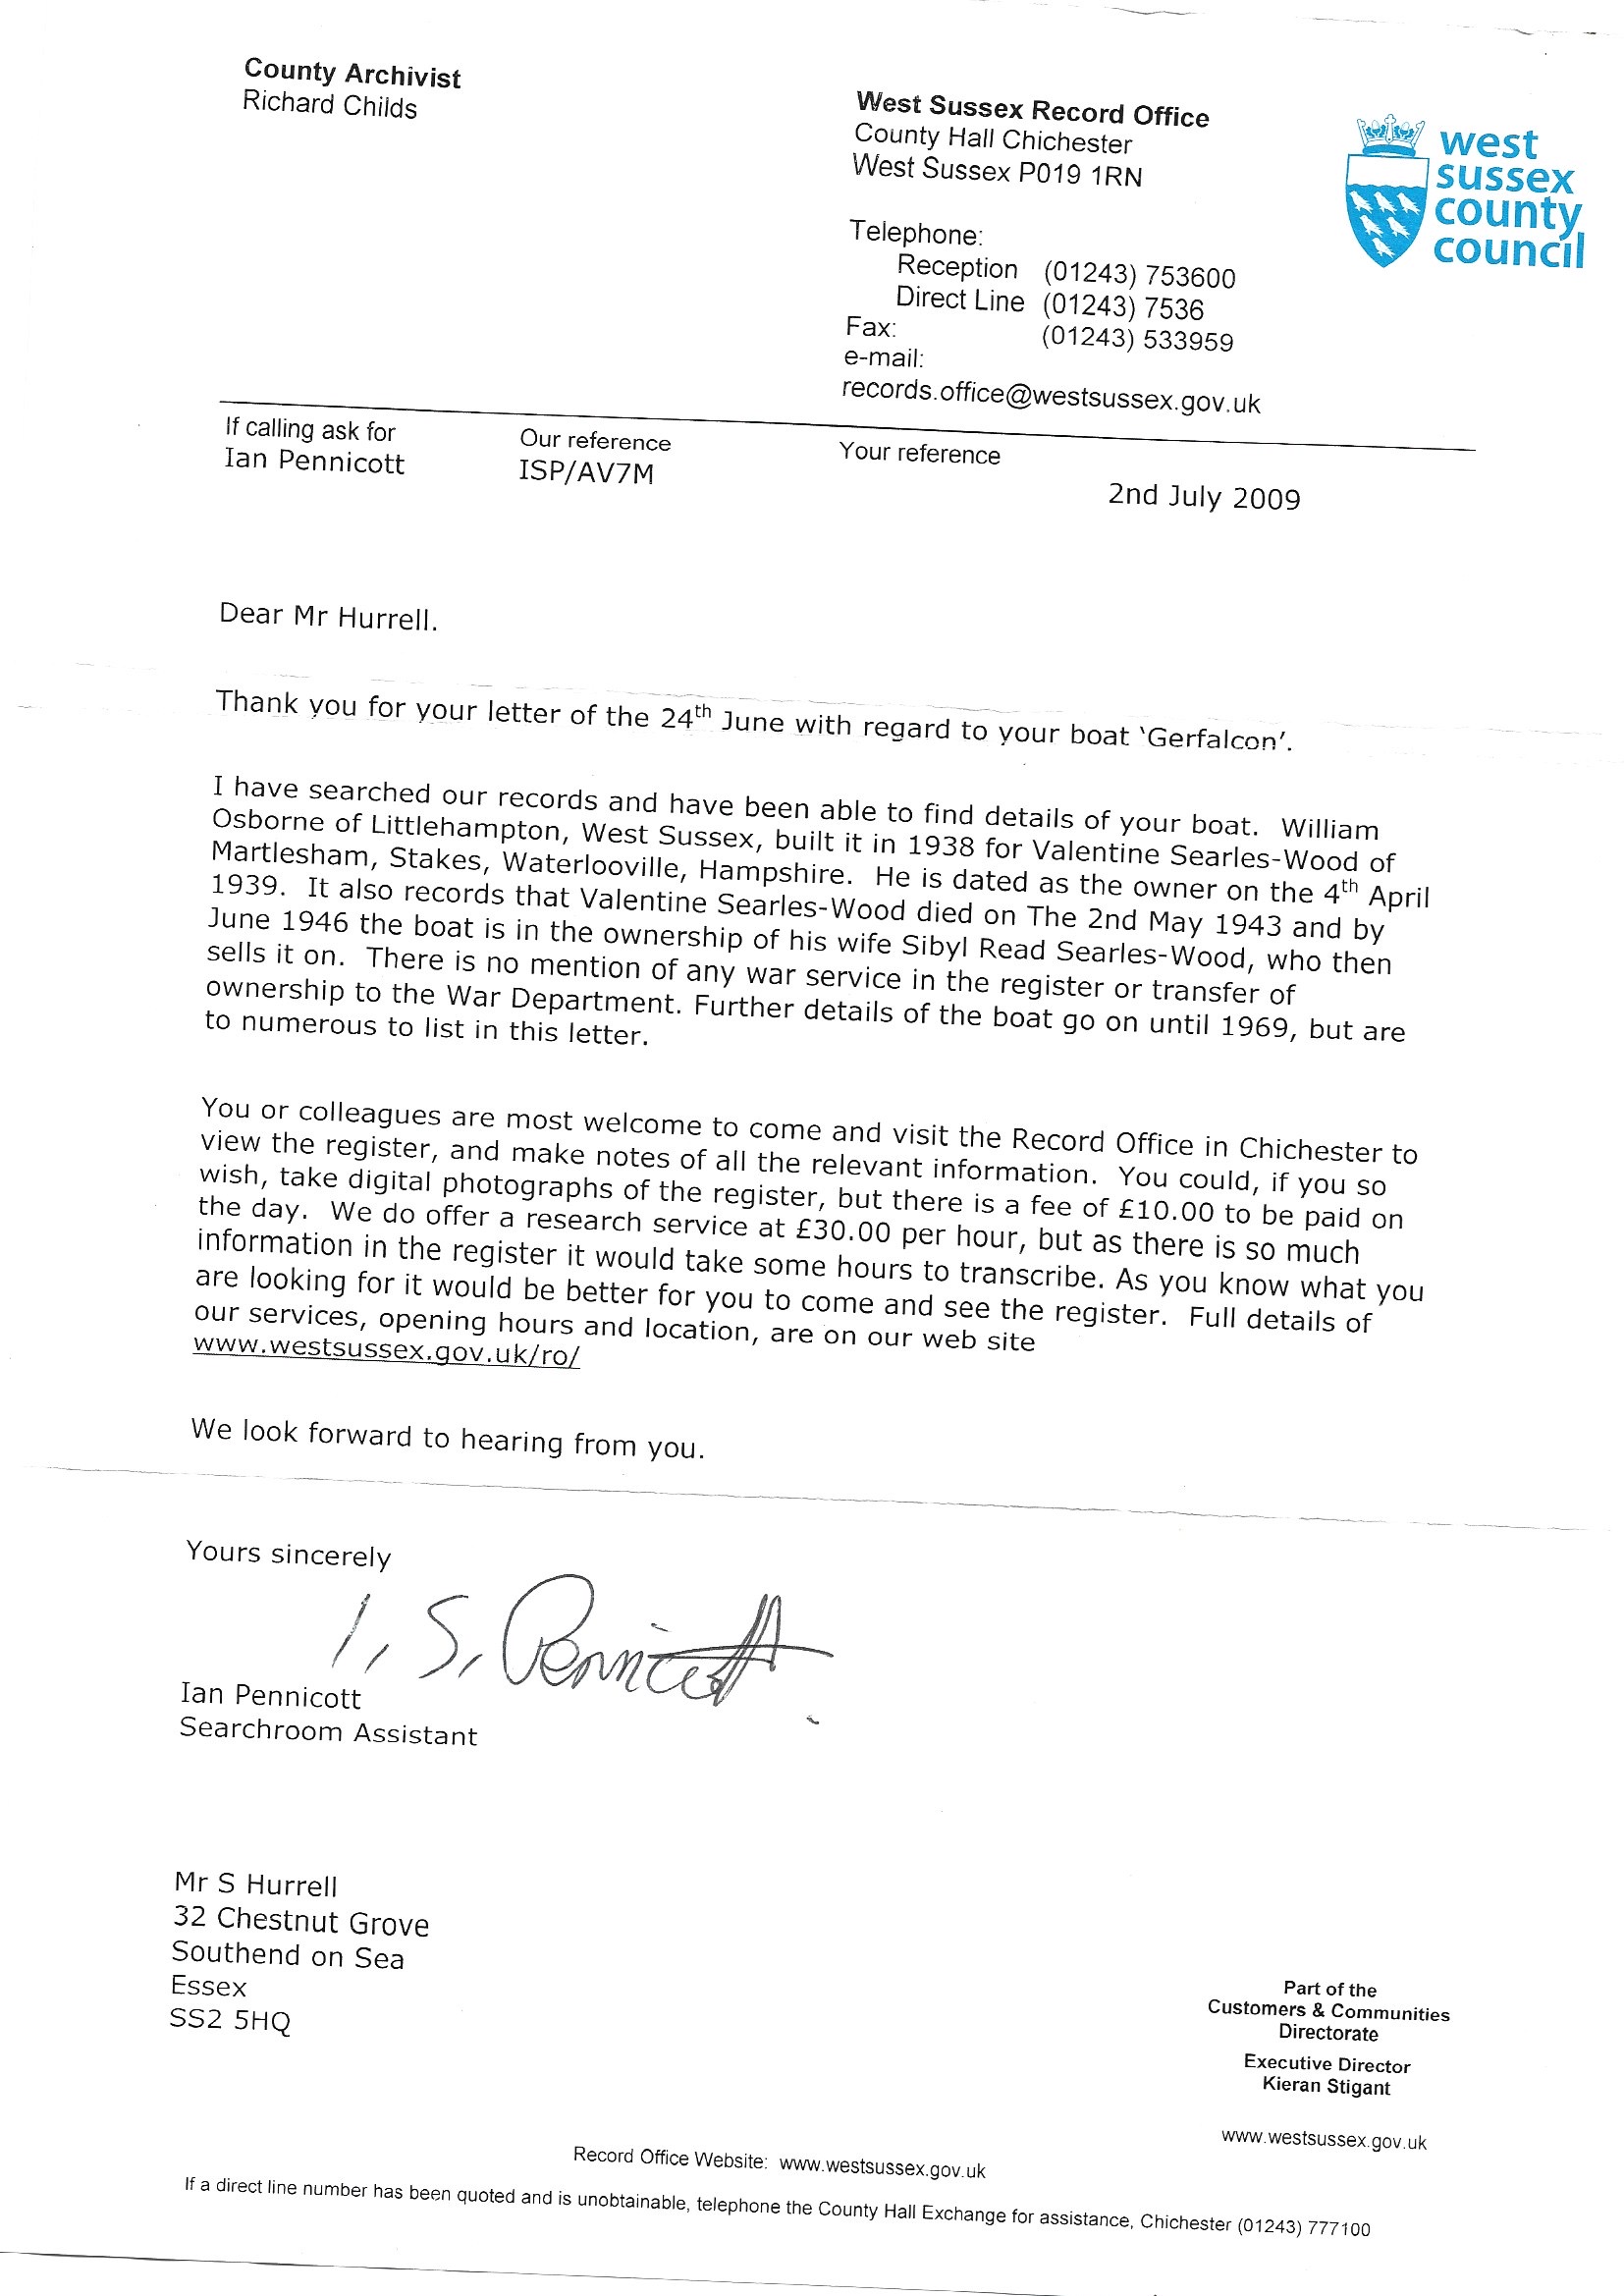 County Archivist
Richard Childs
West Sussex Record Office
County Hall Chichester
West Sussex P019 1RN
Telephone:
Reception (01243) 753600
Direct Line (01243) 7536
Fax: (01243) 533959
e-mail:
records.office@westsussex.gov.uk
west
sussex
county
council
If calling ask for
Ian Pennicott
Our reference
ISP/AV7M
Your reference
2nd July 2009
Dear Mr Hurrell.
Thank you for your letter of the 24th June with regard to your boat ‘Gerfalcon’.
I have searched our records and have been able to find details of your boat.  William
Osborne of Littlehampton, West Sussex, built it in 1938 for Valentine Searles-Wood of
Martlesham, Stakes, Waterlooville, Hampshire.  He is dated as the owner on the 4th April
1939.  It also records that Valentine Searles-Wood died on The 2nd May 1943 and by
June 1946 the boat is in the ownership of his wife Sibyl Read Searles-Wood, who then
sells it on.  There is no mention of any war service in the register or transfer of
ownership to the War Department. Further details of the boat go on until 1969, but are
to numerous to list in this letter.
You or colleagues are most welcome to come and visit the Record Office in Chichester to
view the register, and make notes of all the relevant information.  You could, if you so
wish, take digital photographs of the register, but there is a fee of £10.00 to be paid on
the day.  We do offer a research service at £30.00 per hour, but as there is so much
information in the register it would take some hours to transcribe. As you know what you
are looking for it would be better for you to come and see the register.  Full details of
our services, opening hours and location, are on our web site
www.westsussex.gov.uk/ro/
We look forward to hearing from you.
Yours sincerely
I. S. Pennicott.
Ian Pennicott
Searchroom Assistant
Mr S Hurrell
32 Chestnut Grove
Southend on Sea
Essex
SS2 5HQ
Part of the
Customers & Communities
Directorate
Executive Director
Kieran Stigant
www.westsussex.gov.uk
Record Office Website: www.westsussex.gov.uk
If a direct line number has been quoted and is unobtainable, telephone the County Hall Exchange for assistance, Chichester (01243) 777100